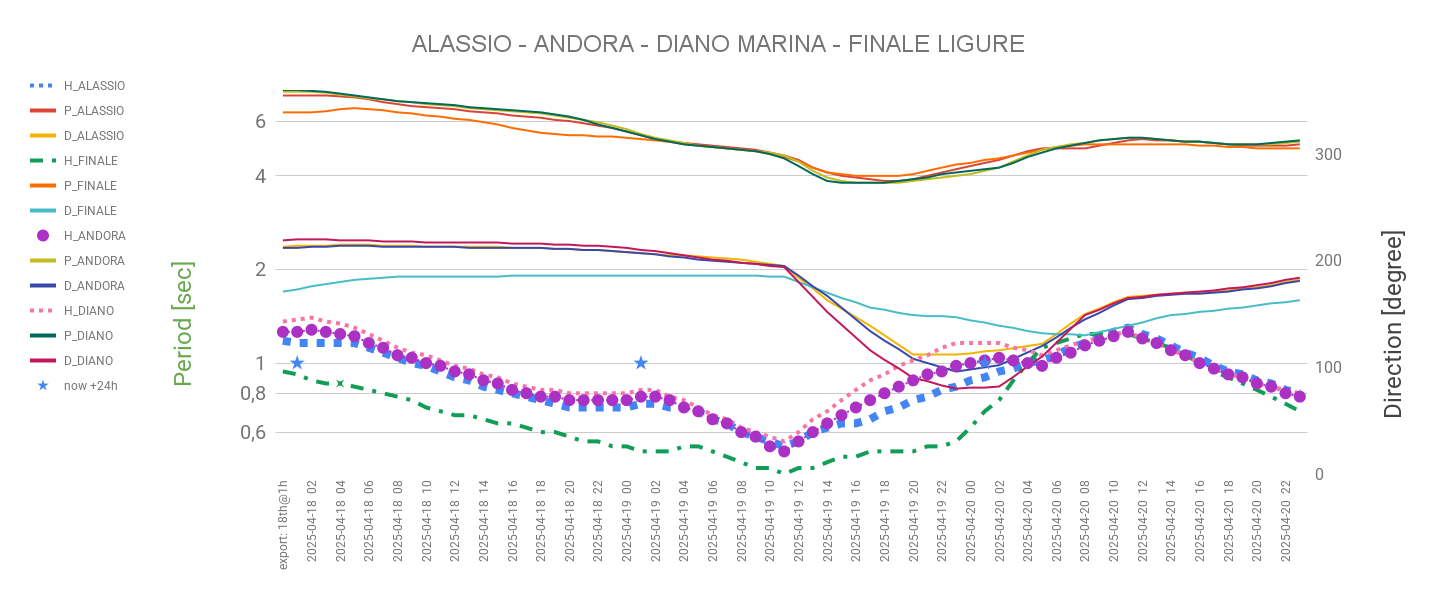 ALASSIO - ANDORA - DIANO MARINA - FINALE LIGURE
H_ALASSIO
P_ALASSIO
D_ALASSIO
H_FINALE
P_FINALE
D_FINALE
H_ANDORA
P_ANDORA
D_ANDORA
H_DIANO
P_DIANO
D_DIANO
now +24h
Period [sec]
6
4
2
1
0,8
0,6
300
200
100
0
Direction [degree]
export: 18th@1h
2025-04-18 02
2025-04-18 04
2025-04-18 06
2025-04-18 08
2025-04-18 10
2025-04-18 12
2025-04-18 14
2025-04-18 16
2025-04-18 18
2025-04-18 20
2025-04-18 22
2025-04-19 00
2025-04-19 02
2025-04-19 04
2025-04-19 06
2025-04-19 08
2025-04-19 10
2025-04-19 12
2025-04-19 14
2025-04-19 16
2025-04-19 18
2025-04-19 20
2025-04-19 22
2025-04-20 00
2025-04-20 02
2025-04-20 04
2025-04-20 06
2025-04-20 08
2025-04-20 10
2025-04-20 12
2025-04-20 14
2025-04-20 16
2025-04-20 18
2025-04-20 20
2025-04-20 22